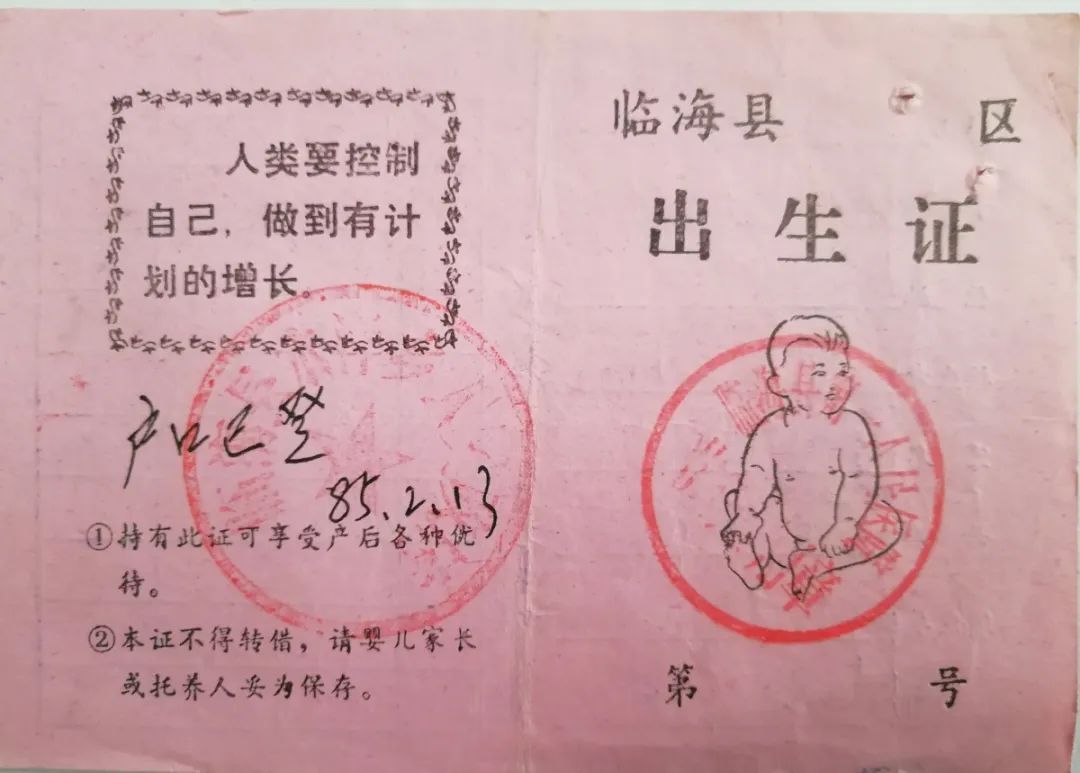 人类要控制
自己，做到有计
划的增长。
户口已登
85.2.13
①持有此证可享受产后各种优
待。
②本证不得转借，请婴儿家长
或托养人妥为保存。
临海县 区
出生证
第 号